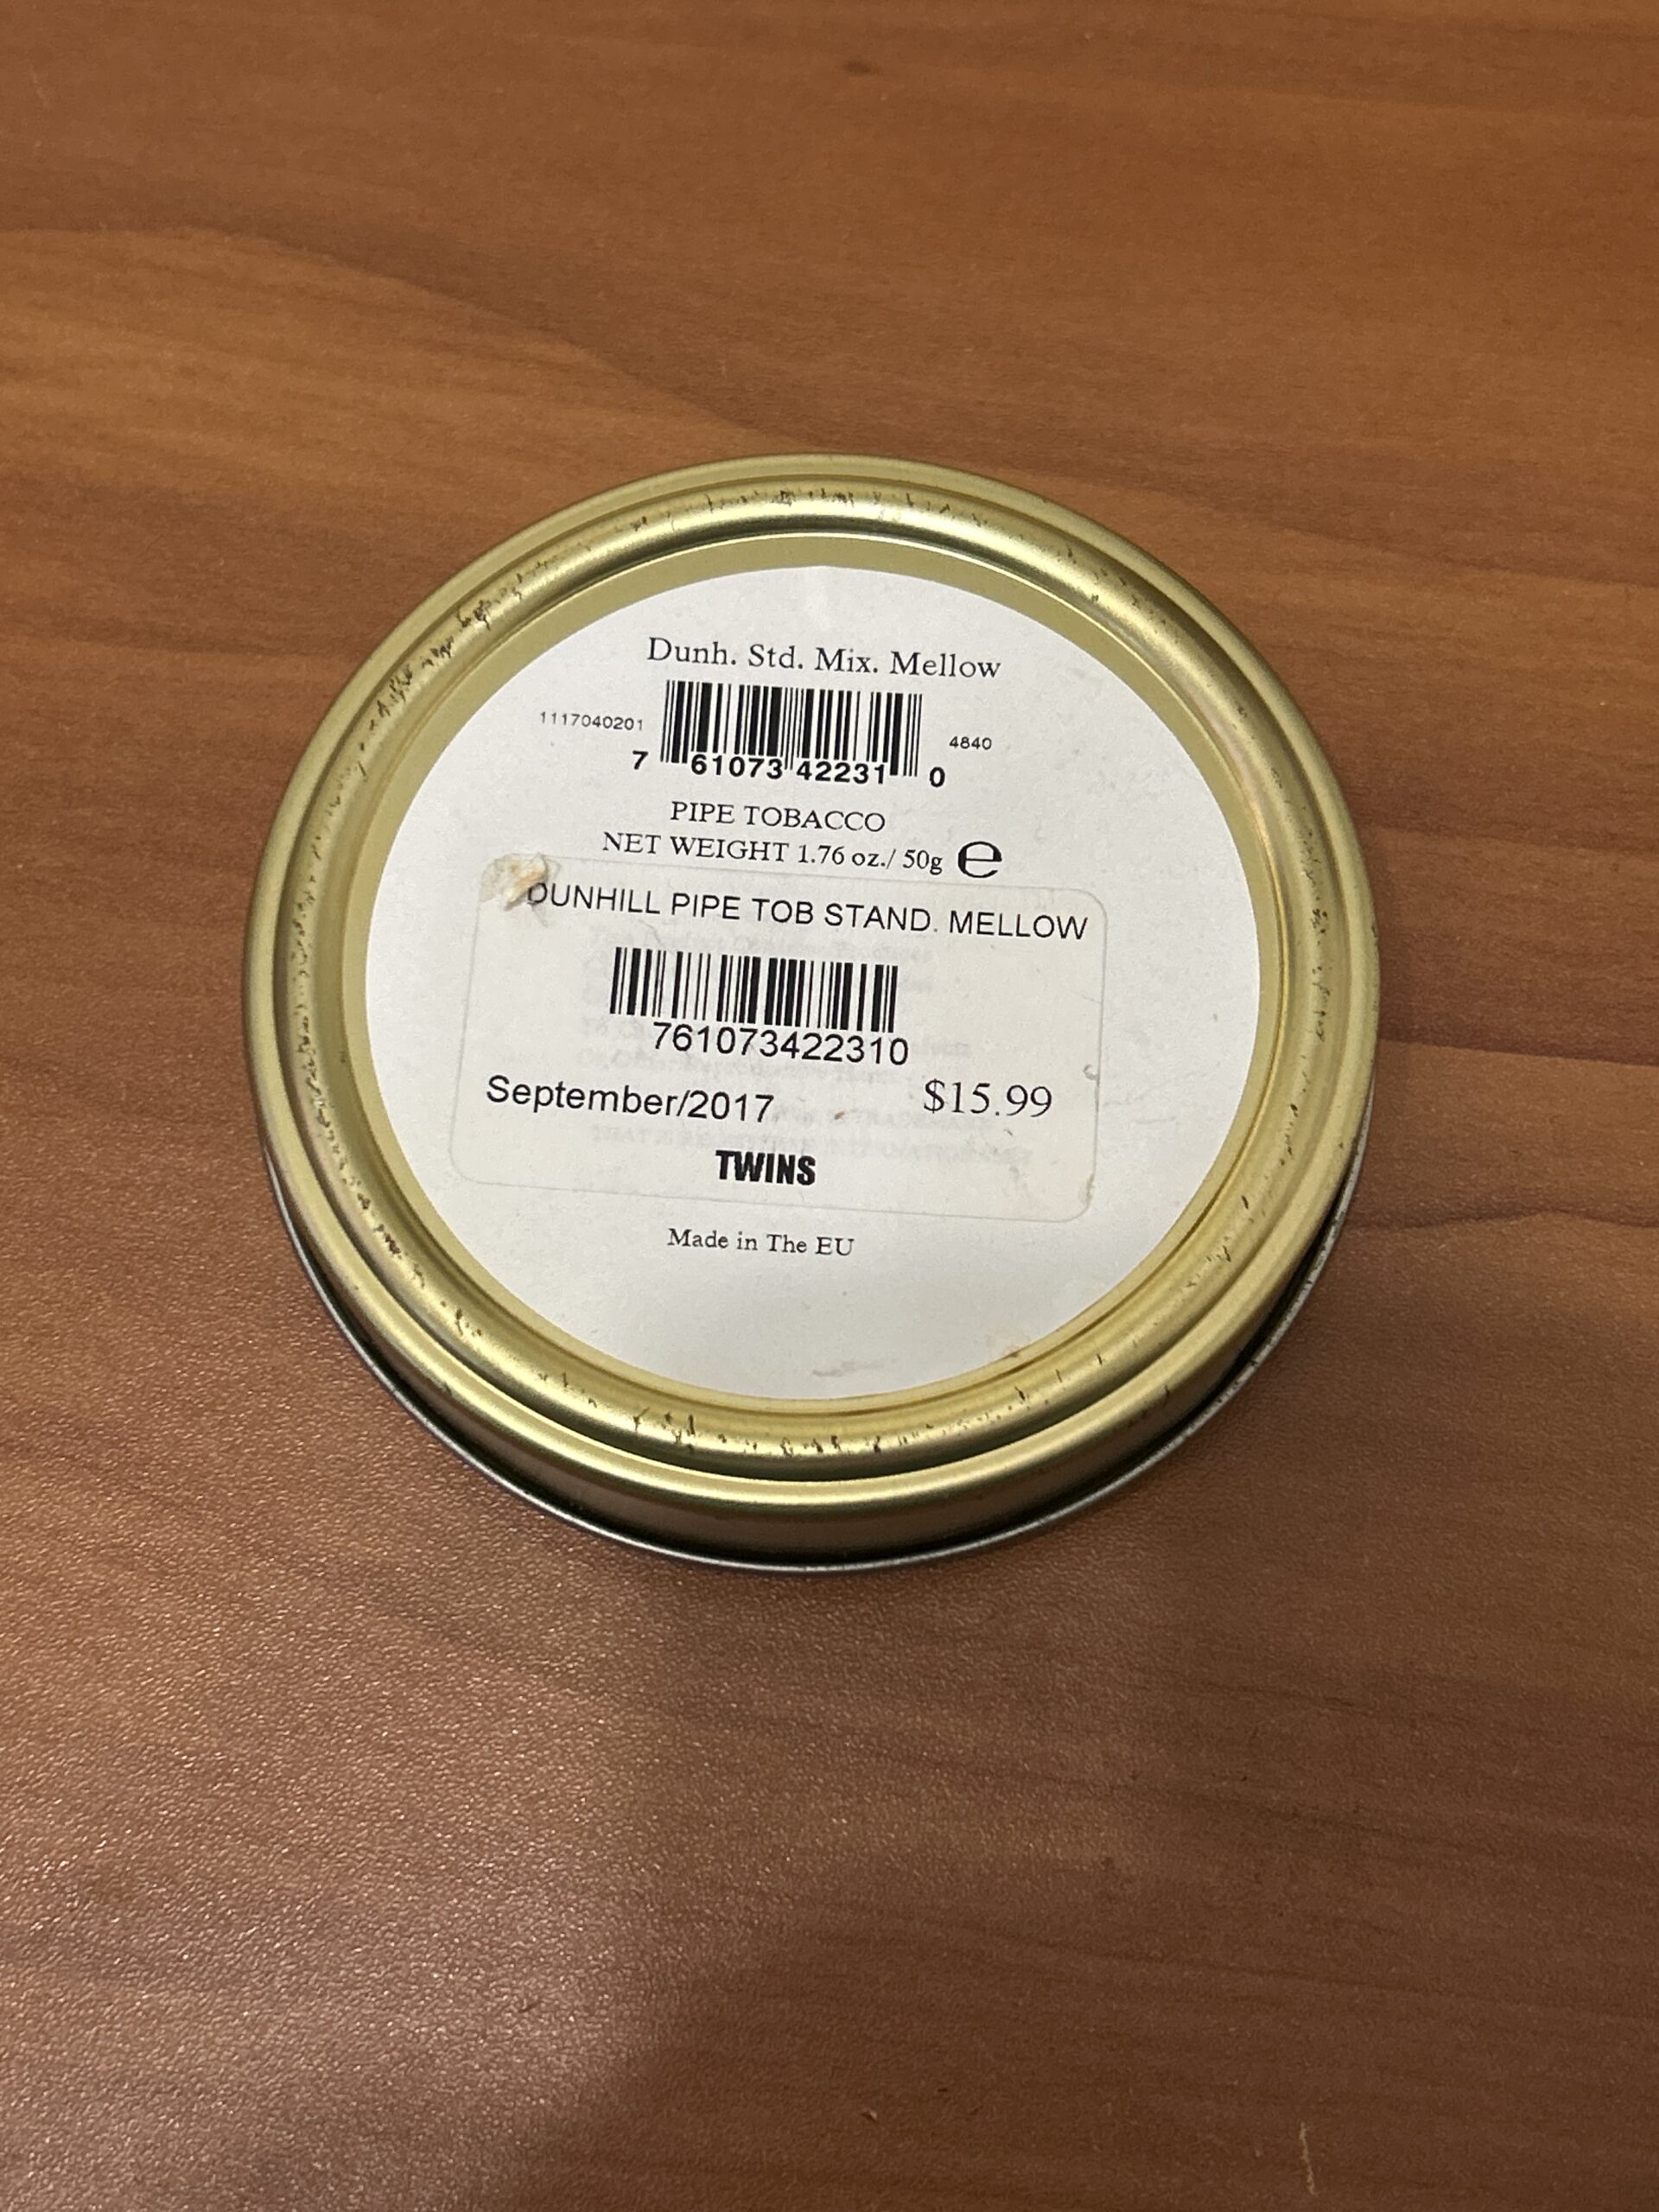 Dunh. Std. Mix. Mellow
1117040201
4840
7 61073 42231 0
PIPE TOBACCO
NET WEIGHT 1.76 oz./ 50g e
DUNHILL PIPE TOB STAND. MELLOW
761073422310
September/2017 $15.99
TWINS
Made in The EU